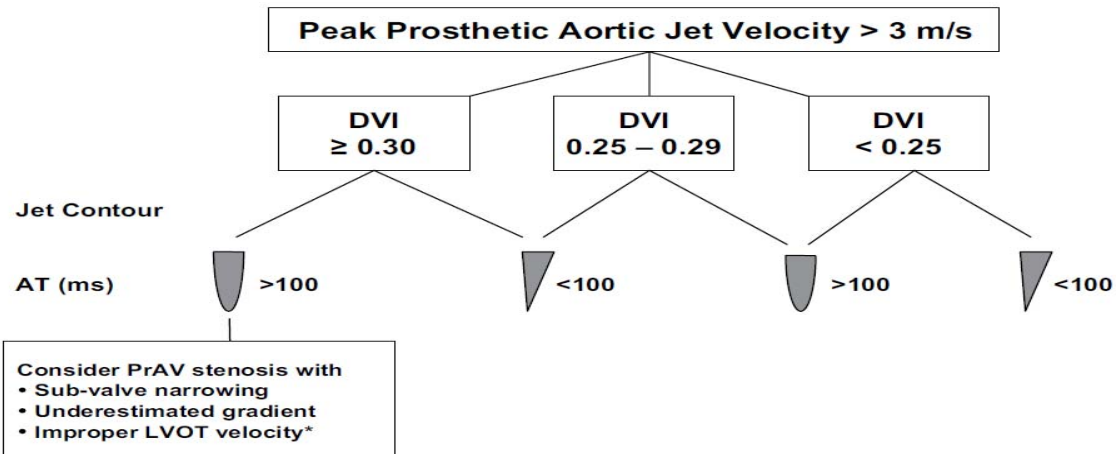 Peak Prosthetic Aortic Jet Velocity > 3 m/s
DVI
≥ 0.30
DVI
0.25 – 0.29
DVI
< 0.25
Jet Contour
AT (ms)
>100
<100
>100
<100
Consider PrAV stenosis with
• Sub-valve narrowing
• Underestimated gradient
• Improper LVOT velocity*